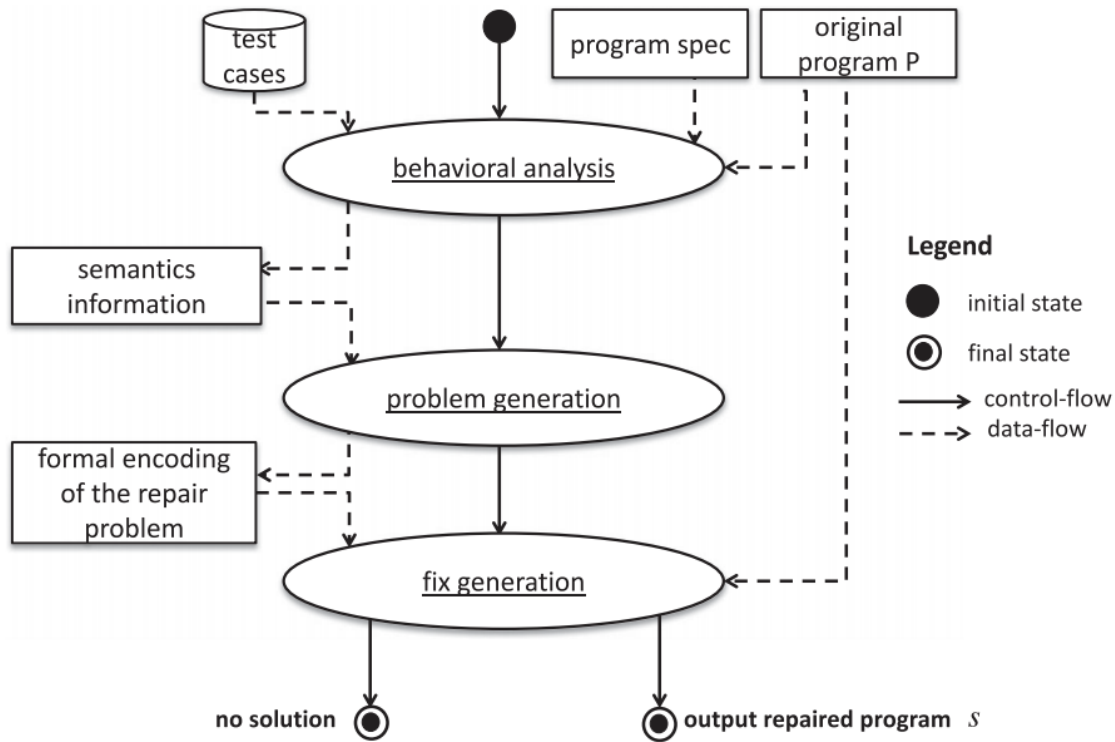 test
cases
program spec
original
program P
behavioral analysis
semantics
information
Legend
initial state
final state
control-flow
data-flow
problem generation
formal encoding
of the repair
problem
fix generation
no solution
output repaired program s